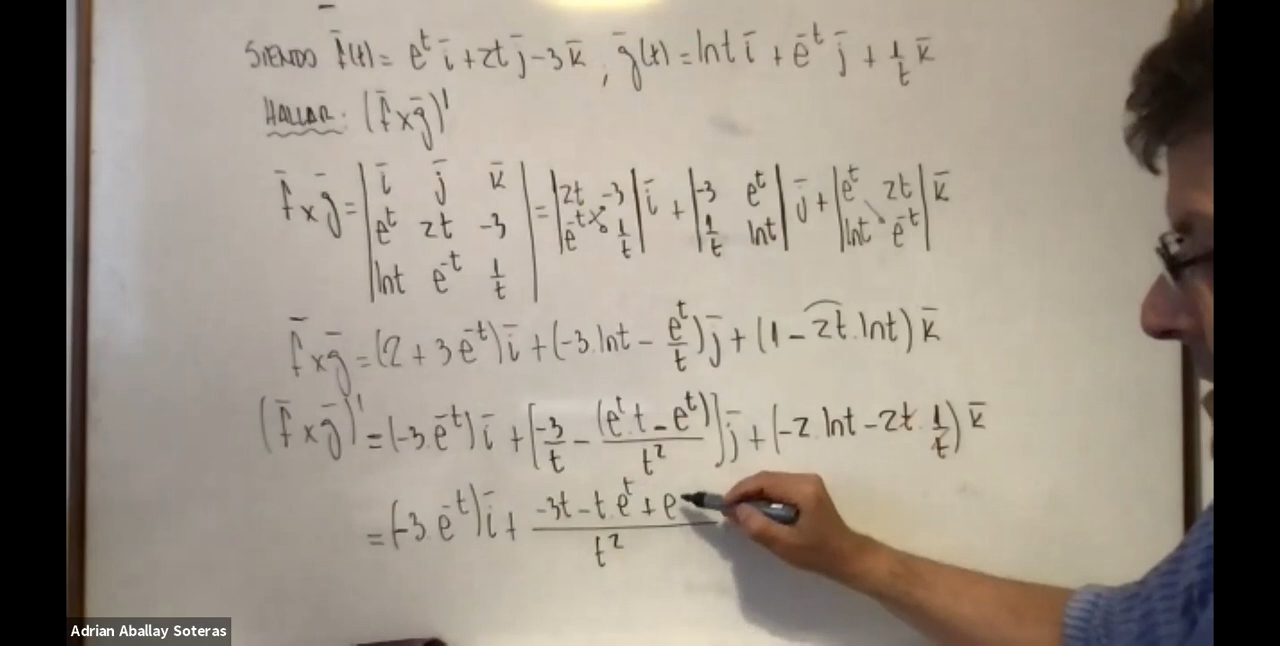 SIENDO f̄(t) = e^t ī + 2t j̄ - 3 k̄ , ḡ(t) = ln t ī + e^-t j̄ + 1/t k̄
HALLAR: (f̄ x ḡ)'
f̄ x ḡ = | ī j̄ k̄ ; e^t 2t -3 ; ln t e^-t 1/t | = | 2t -3 ; e^-t 1/t | ī + | -3 e^t ; 1/t ln t | j̄ + | e^t 2t ; ln t e^-t | k̄
f̄ x ḡ = (2 + 3 e^-t) ī + (-3. ln t - e^t/t) j̄ + (1 - 2t. ln t) k̄
(f̄ x ḡ)' = (-3. e^-t) ī + [-3/t - (e^t. t - e^t)/t²] j̄ + (-2. ln t - 2t. 1/t) k̄
= (-3 e^-t) ī + (-3t - t. e^t + e)/t²
Adrian Aballay Soteras